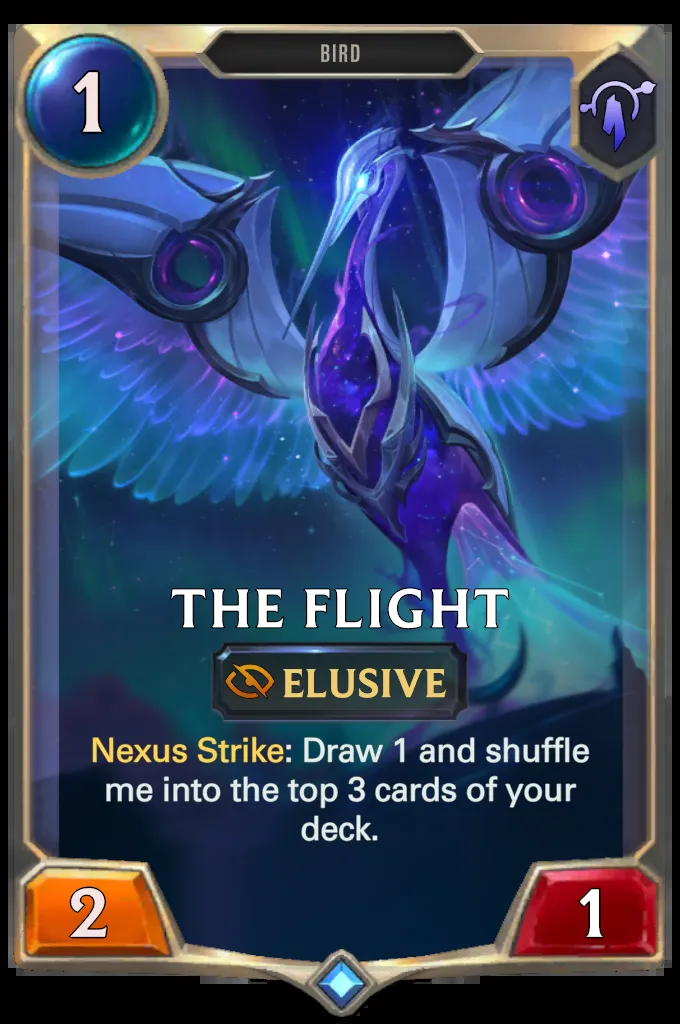 BIRD
1
THE FLIGHT
ELUSIVE
Nexus Strike: Draw 1 and shuffle
me into the top 3 cards of your
deck.
2
1